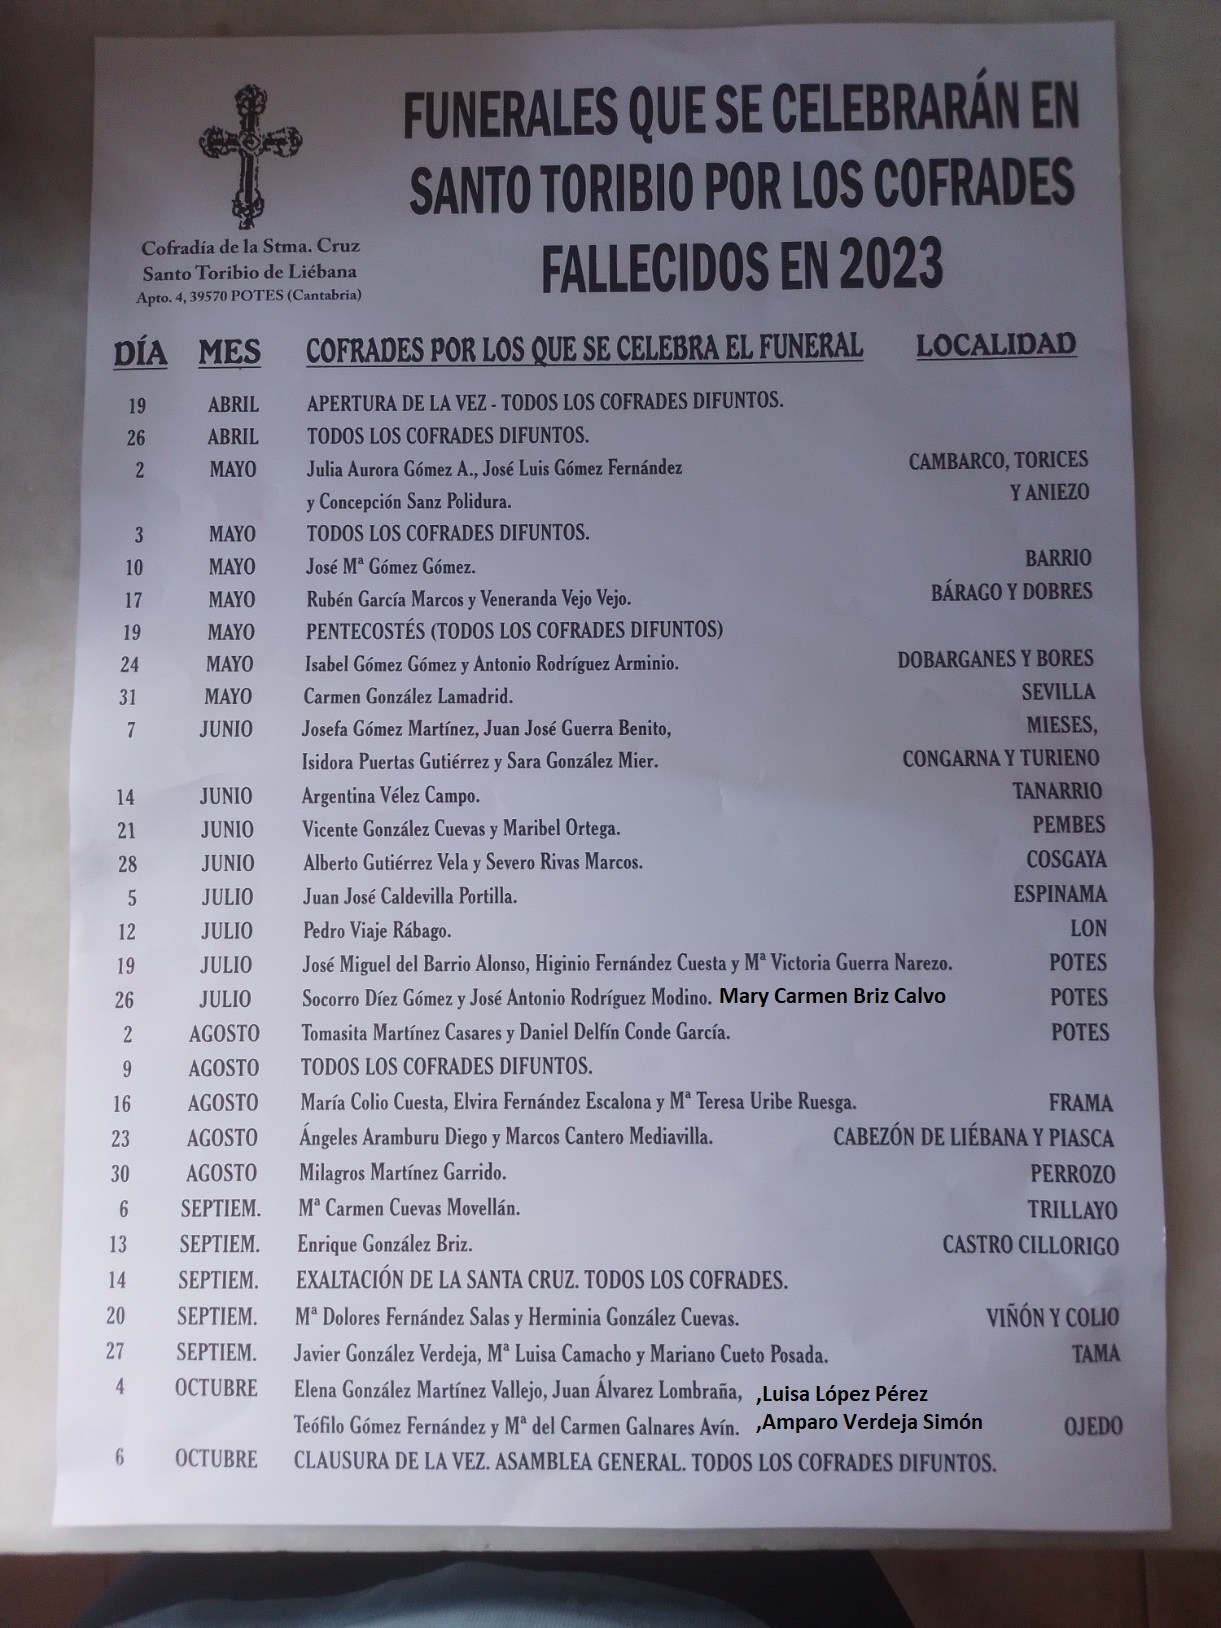 FUNERALES QUE SE CELEBRARÁN EN
SANTO TORIBIO POR LOS COFRADES
FALLECIDOS EN 2023
Cofradía de la Stma. Cruz
Santo Toribio de Liébana
Apto. 4, 39570 POTES (Cantabria)
DÍA MES COFRADES POR LOS QUE SE CELEBRA EL FUNERAL LOCALIDAD
19 ABRIL APERTURA DE LA VEZ - TODOS LOS COFRADES DIFUNTOS.
26 ABRIL TODOS LOS COFRADES DIFUNTOS.
2 MAYO Julia Aurora Gómez A., José Luis Gómez Fernández CAMBARCO, TORICES
y Concepción Sanz Polidura. Y ANIEZO
3 MAYO TODOS LOS COFRADES DIFUNTOS.
10 MAYO José Mª Gómez Gómez. BARRIO
17 MAYO Rubén García Marcos y Veneranda Vejo Vejo. BÁRAGO Y DOBRES
19 MAYO PENTECOSTÉS (TODOS LOS COFRADES DIFUNTOS)
24 MAYO Isabel Gómez Gómez y Antonio Rodríguez Arminio. DOBARGANES Y BORES
31 MAYO Carmen González Lamadrid. SEVILLA
7 JUNIO Josefa Gómez Martínez, Juan José Guerra Benito, MIESES,
Isidora Puertas Gutiérrez y Sara González Mier. CONGARNA Y TURIENO
14 JUNIO Argentina Vélez Campo. TANARRIO
21 JUNIO Vicente González Cuevas y Maribel Ortega. PEMBES
28 JUNIO Alberto Gutiérrez Vela y Severo Rivas Marcos. COSGAYA
5 JULIO Juan José Caldevilla Portilla. ESPINAMA
12 JULIO Pedro Viaje Rábago. LON
19 JULIO José Miguel del Barrio Alonso, Higinio Fernández Cuesta y Mª Victoria Guerra Narezo. POTES
26 JULIO Socorro Díez Gómez y José Antonio Rodríguez Modino. Mary Carmen Briz Calvo POTES
2 AGOSTO Tomasita Martínez Casares y Daniel Delfín Conde García. POTES
9 AGOSTO TODOS LOS COFRADES DIFUNTOS.
16 AGOSTO María Colio Cuesta, Elvira Fernández Escalona y Mª Teresa Uribe Ruesga. FRAMA
23 AGOSTO Ángeles Aramburu Diego y Marcos Cantero Mediavilla. CABEZÓN DE LIÉBANA Y PIASCA
30 AGOSTO Milagros Martínez Garrido. PERROZO
6 SEPTIEM. Mª Carmen Cuevas Movellán. TRILLAYO
13 SEPTIEM. Enrique González Briz. CASTRO CILLORIGO
14 SEPTIEM. EXALTACIÓN DE LA SANTA CRUZ. TODOS LOS COFRADES.
20 SEPTIEM. Mª Dolores Fernández Salas y Herminia González Cuevas. VIÑÓN Y COLIO
27 SEPTIEM. Javier González Verdeja, Mª Luisa Camacho y Mariano Cueto Posada. TAMA
4 OCTUBRE Elena González Martínez Vallejo, Juan Álvarez Lombraña, ,Luisa López Pérez
Teófilo Gómez Fernández y Mª del Carmen Galnares Avín. ,Amparo Verdeja Simón OJEDO
6 OCTUBRE CLAUSURA DE LA VEZ. ASAMBLEA GENERAL. TODOS LOS COFRADES DIFUNTOS.